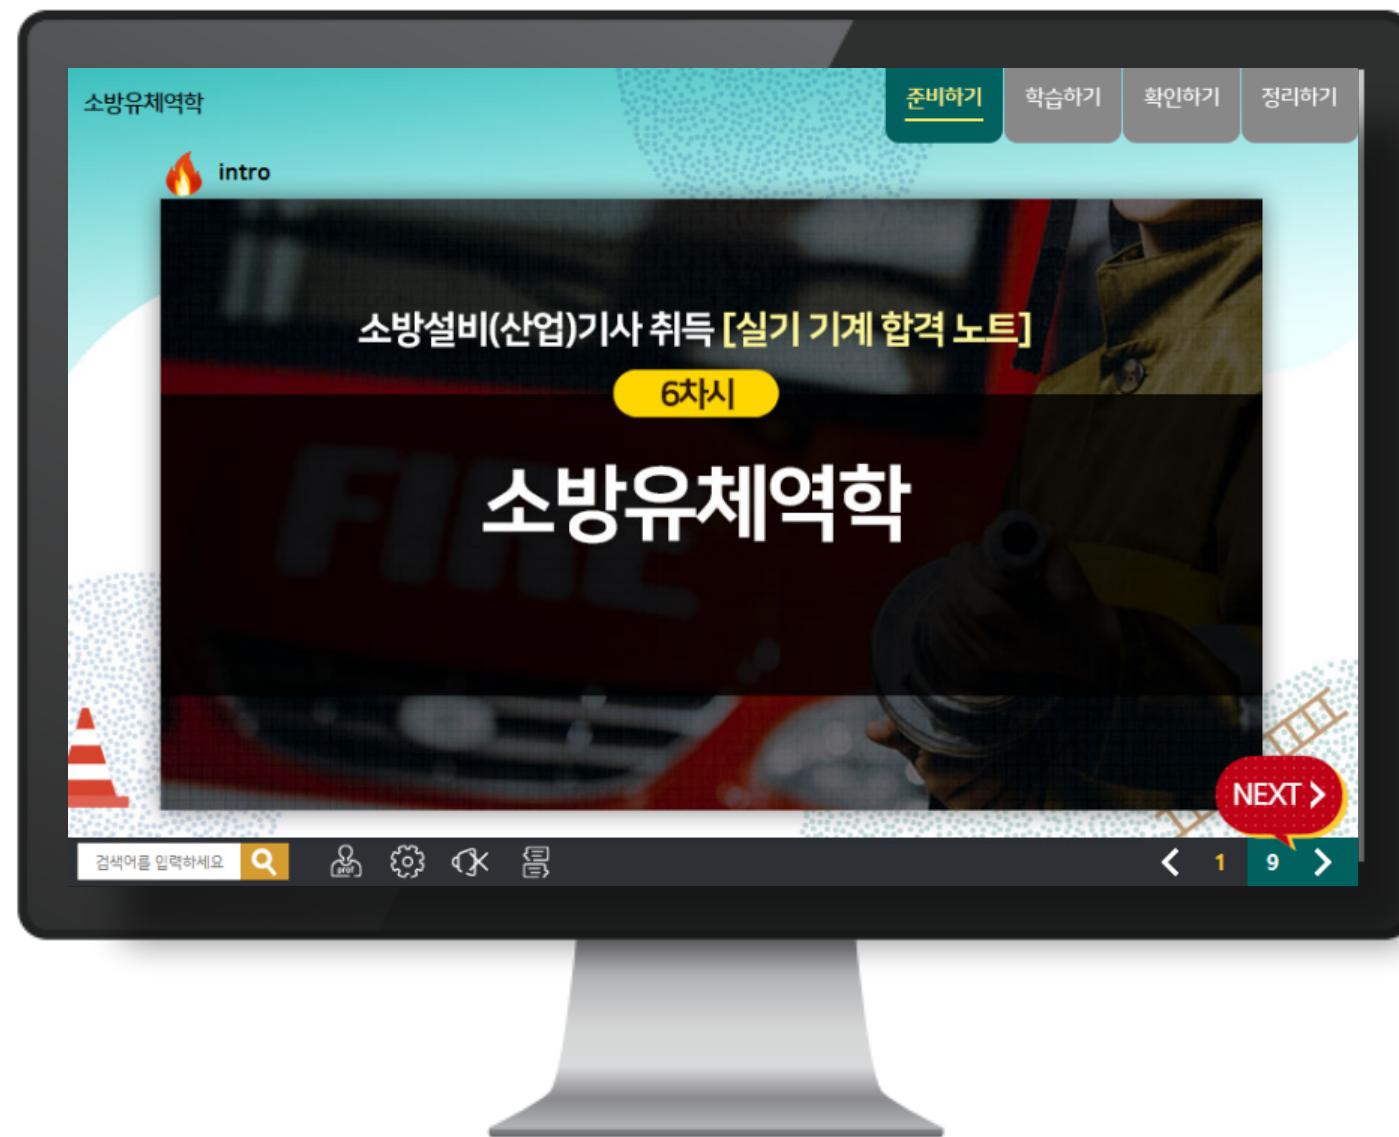 소방유체역학
준비하기
학습하기
확인하기
정리하기
intro
소방설비(산업)기사 취득 [실기 기계 합격 노트]
6차시
소방유체역학
FIRE
NEXT
검색어를 입력하세요
prof
1
9